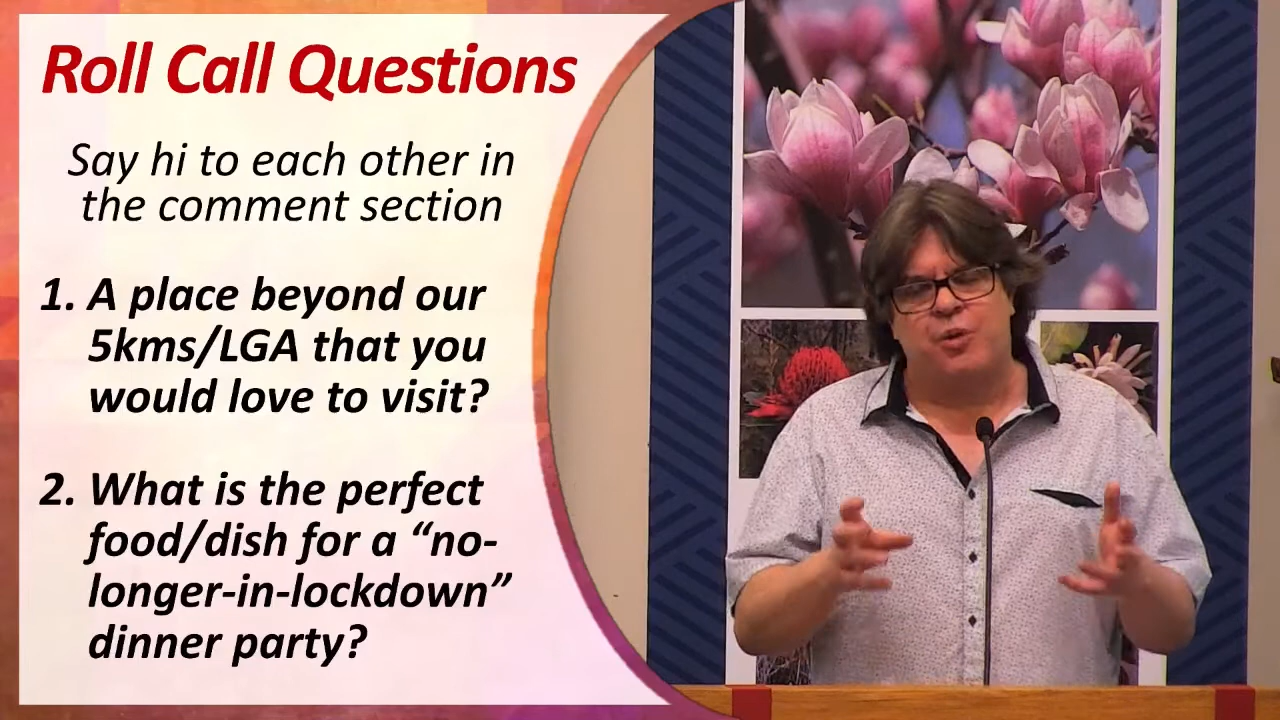 Roll Call Questions
Say hi to each other in
the comment section
1. A place beyond our
5kms/LGA that you
would love to visit?
2. What is the perfect
food/dish for a “no-
longer-in-lockdown”
dinner party?